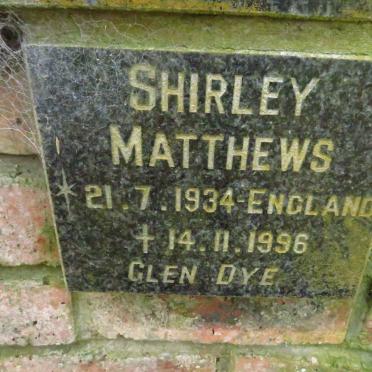 SHIRLEY
MATTHEWS
* 21.7.1934-ENGLAND
✝ 14.11.1996
GLEN DYE